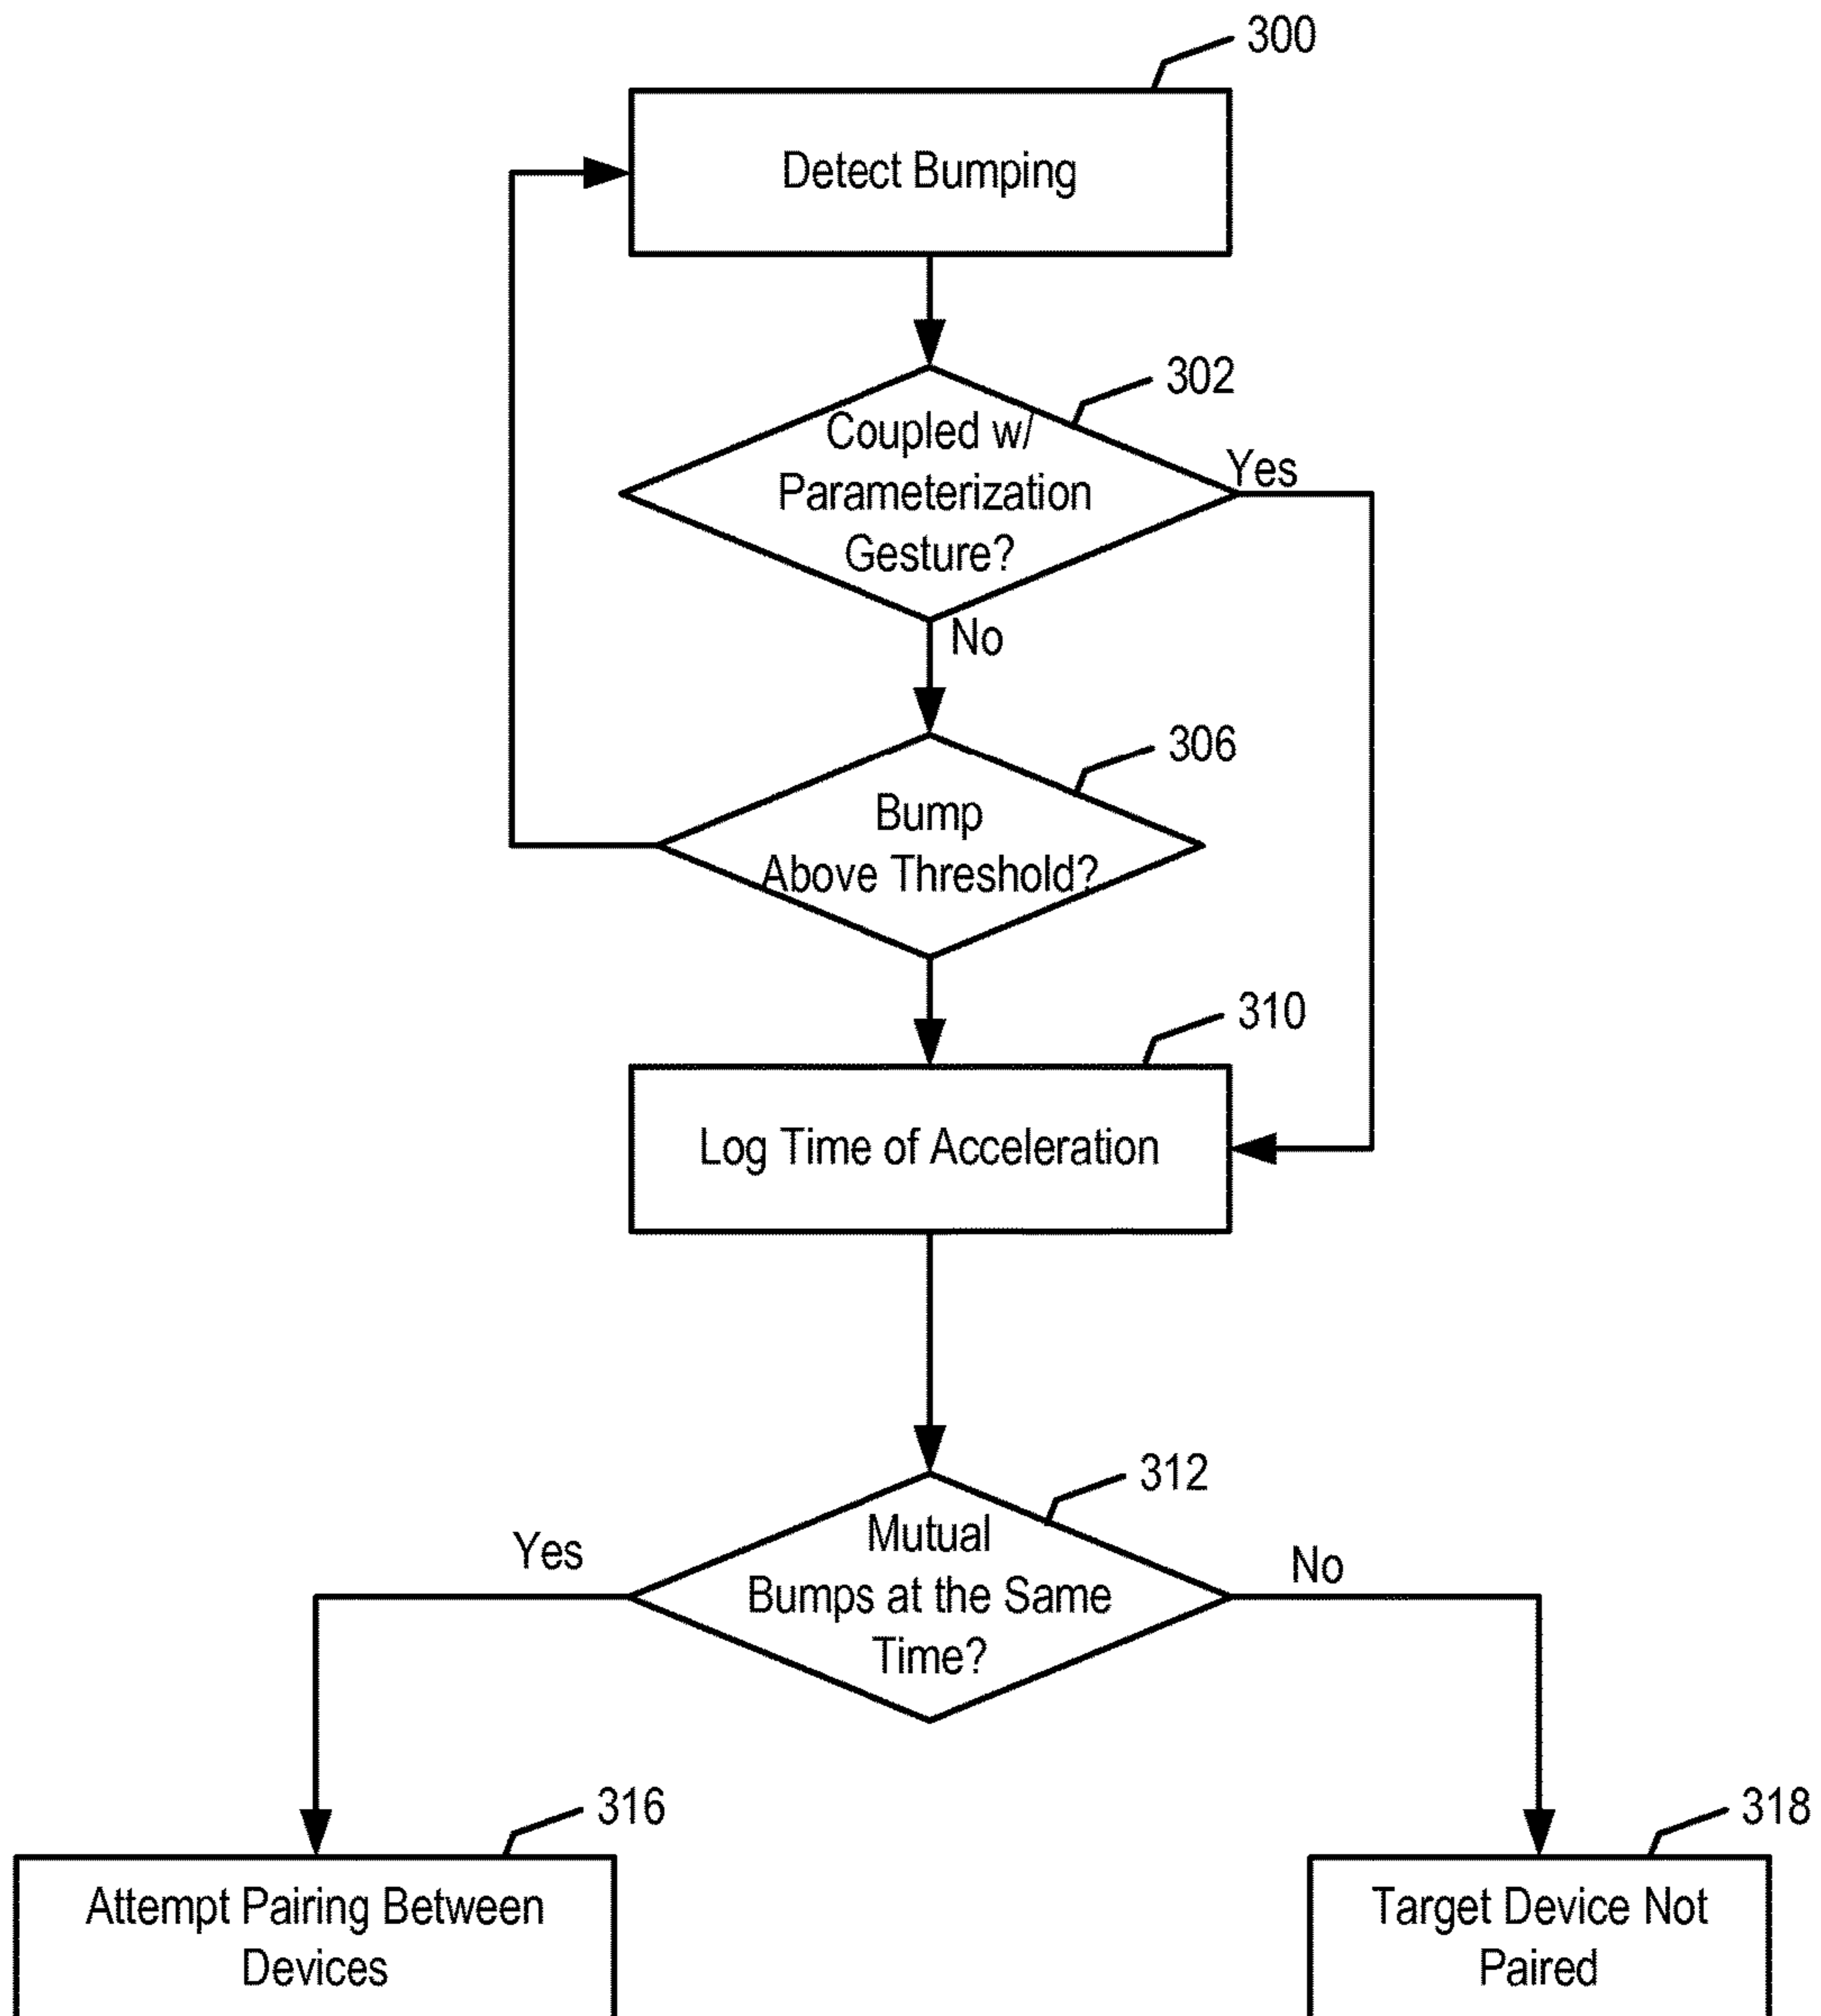 300
Detect Bumping
302
Coupled w/
Parameterization
Gesture?
Yes
No
306
Bump
Above Threshold?
310
Log Time of Acceleration
312
Mutual
Bumps at the Same
Time?
Yes
No
316
Attempt Pairing Between
Devices
318
Target Device Not
Paired